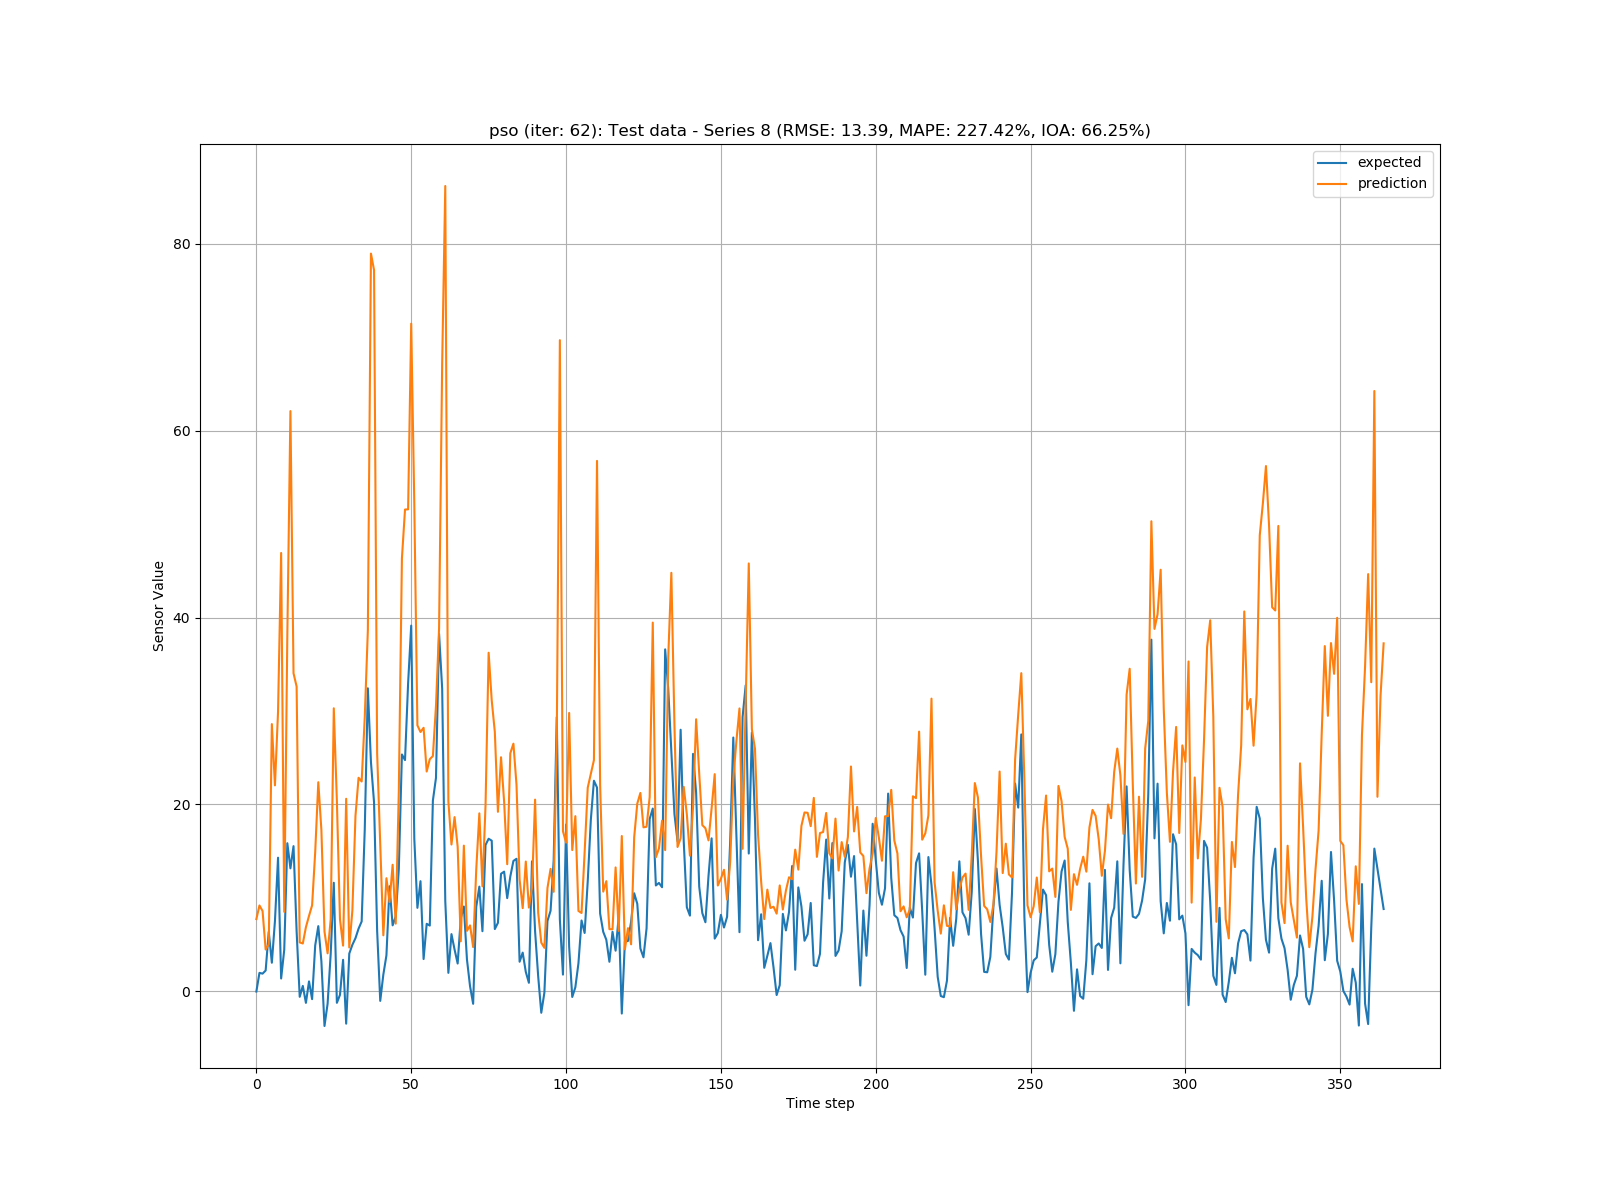 pso (iter: 62): Test data - Series 8 (RMSE: 13.39, MAPE: 227.42%, IOA: 66.25%)
expected
prediction
80
60
40
20
0
Sensor Value
0 50 100 150 200 250 300 350
Time step